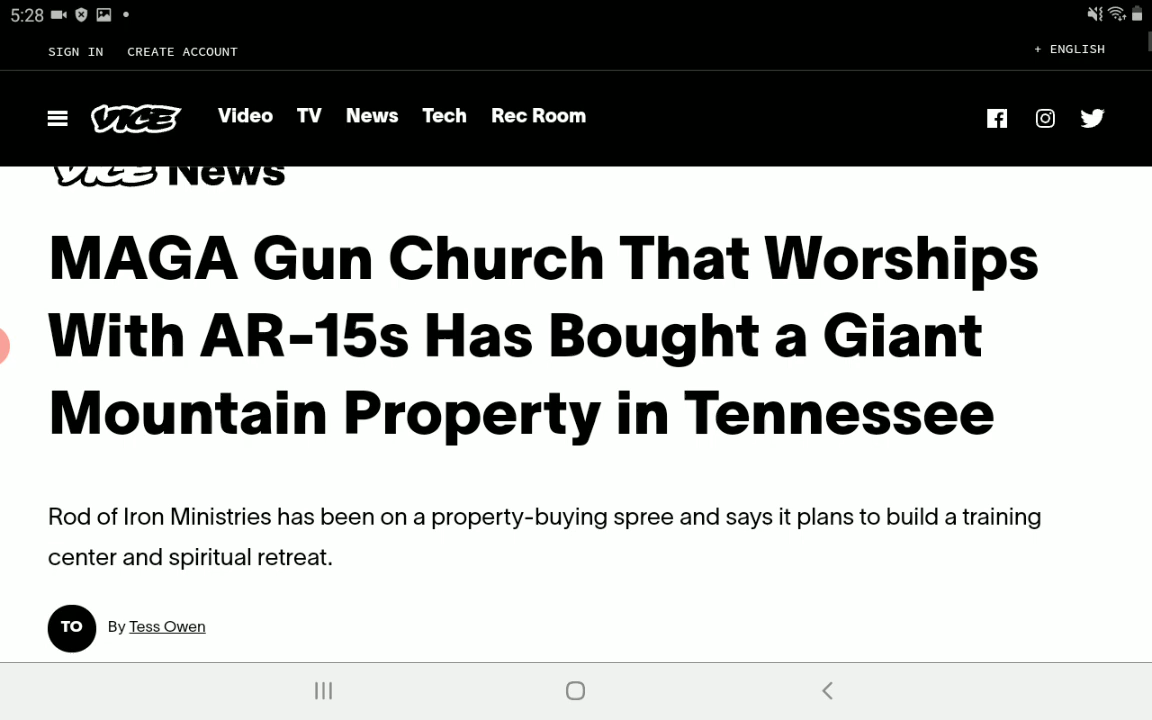 5:28
SIGN IN CREATE ACCOUNT + ENGLISH
VICE Video TV News Tech Rec Room
VICE News
MAGA Gun Church That Worships
With AR-15s Has Bought a Giant
Mountain Property in Tennessee
Rod of Iron Ministries has been on a property-buying spree and says it plans to build a training
center and spiritual retreat.
TO By Tess Owen